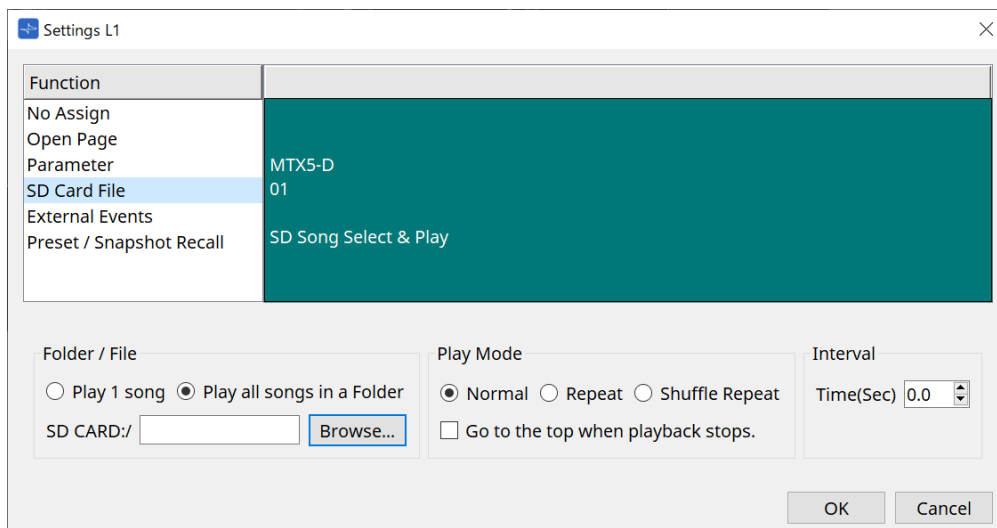 Settings L1
Function
No Assign
Open Page
Parameter
SD Card File
External Events
Preset / Snapshot Recall
MTX5-D
01
SD Song Select & Play
Folder / File
Play 1 song Play all songs in a Folder
SD CARD:/ Browse...
Play Mode
Normal Repeat Shuffle Repeat
Go to the top when playback stops.
Interval
Time(Sec) 0.0
OK Cancel